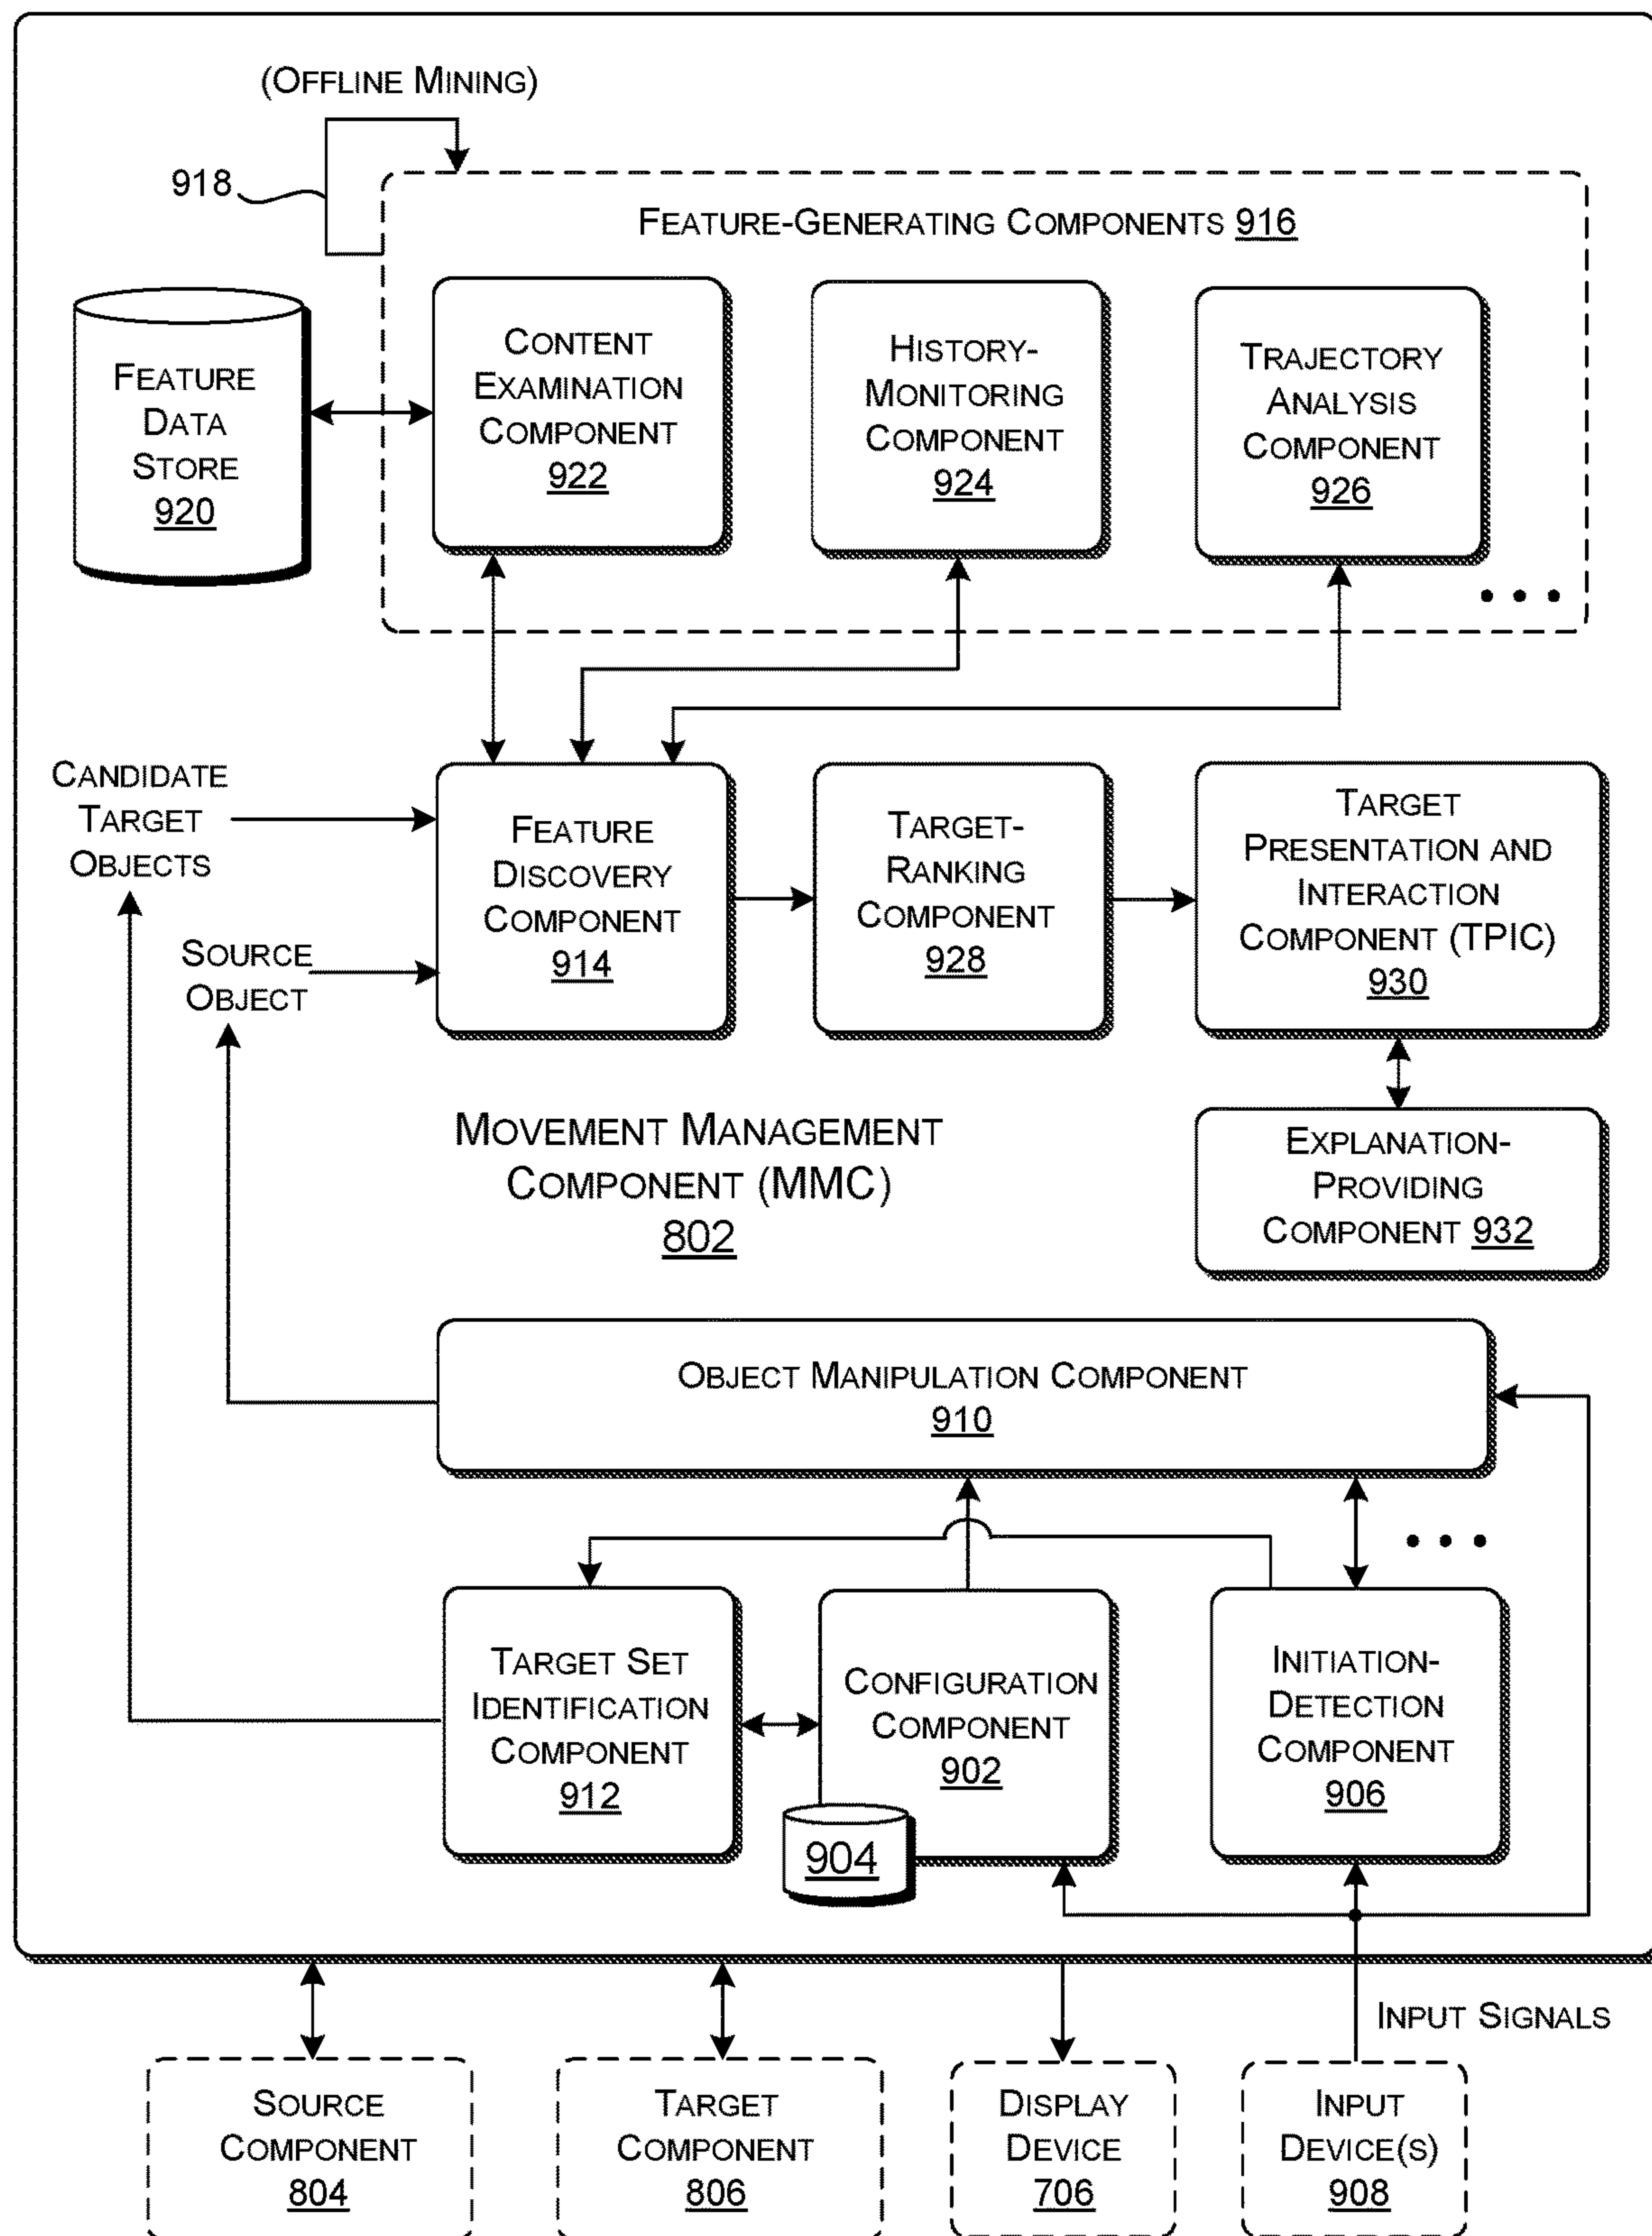 (OFFLINE MINING)
918
FEATURE-GENERATING COMPONENTS 916
FEATURE
DATA
STORE
920
CONTENT
EXAMINATION
COMPONENT
922
HISTORY-
MONITORING
COMPONENT
924
TRAJECTORY
ANALYSIS
COMPONENT
926
CANDIDATE
TARGET
OBJECTS
SOURCE
OBJECT
FEATURE
DISCOVERY
COMPONENT
914
TARGET-
RANKING
COMPONENT
928
TARGET
PRESENTATION AND
INTERACTION
COMPONENT (TPIC)
930
MOVEMENT MANAGEMENT
COMPONENT (MMC)
802
EXPLANATION-
PROVIDING
COMPONENT 932
OBJECT MANIPULATION COMPONENT
910
TARGET SET
IDENTIFICATION
COMPONENT
912
CONFIGURATION
COMPONENT
902
904
INITIATION-
DETECTION
COMPONENT
906
INPUT SIGNALS
SOURCE
COMPONENT
804
TARGET
COMPONENT
806
DISPLAY
DEVICE
706
INPUT
DEVICE(S)
908